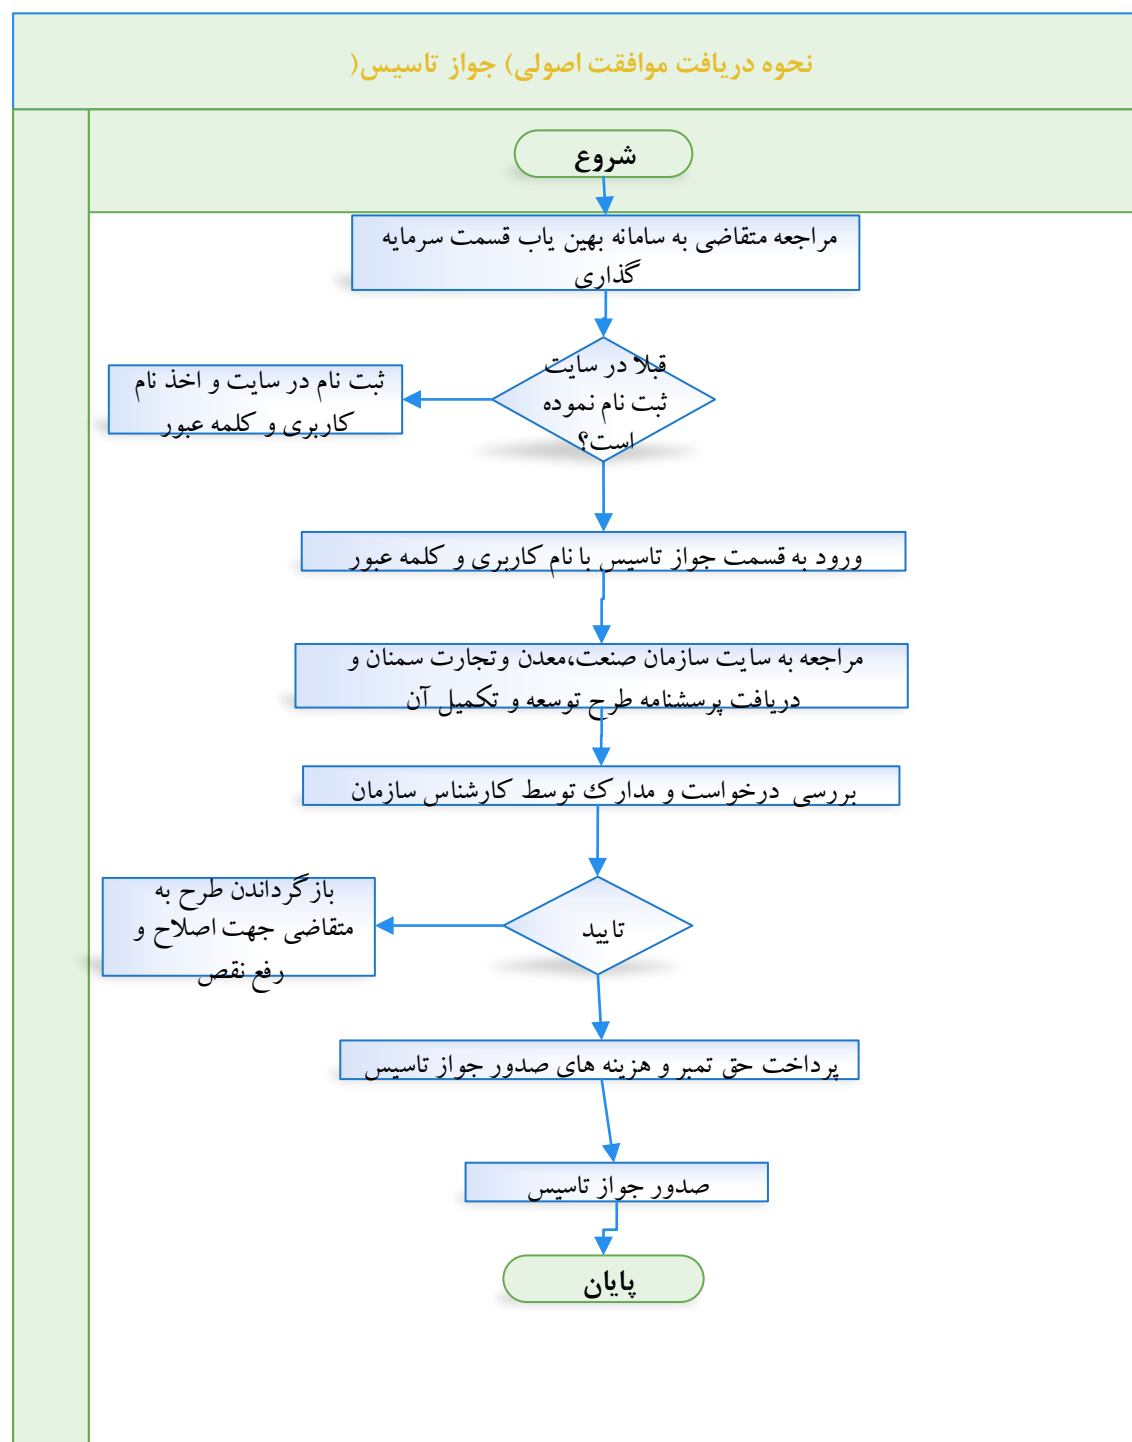 نحوه دریافت موافقت اصولی) جواز تاسیس(
شروع
مراجعه متقاضی به سامانه بهین یاب قسمت سرمایه
گذاری
قبلا در سایت
ثبت نام نموده
است؟
ثبت نام در سایت و اخذ نام
کاربری و کلمه عبور
ورود به قسمت جواز تاسیس با نام کاربری و کلمه عبور
مراجعه به سایت سازمان صنعت،معدن وتجارت سمنان و
دریافت پرسشنامه طرح توسعه و تکمیل آن
بررسی درخواست و مدارک توسط کارشناس سازمان
تایید
بازگرداندن طرح به
متقاضی جهت اصلاح و
رفع نقص
پرداخت حق تمبر و هزینه های صدور جواز تاسیس
صدور جواز تاسیس
پایان